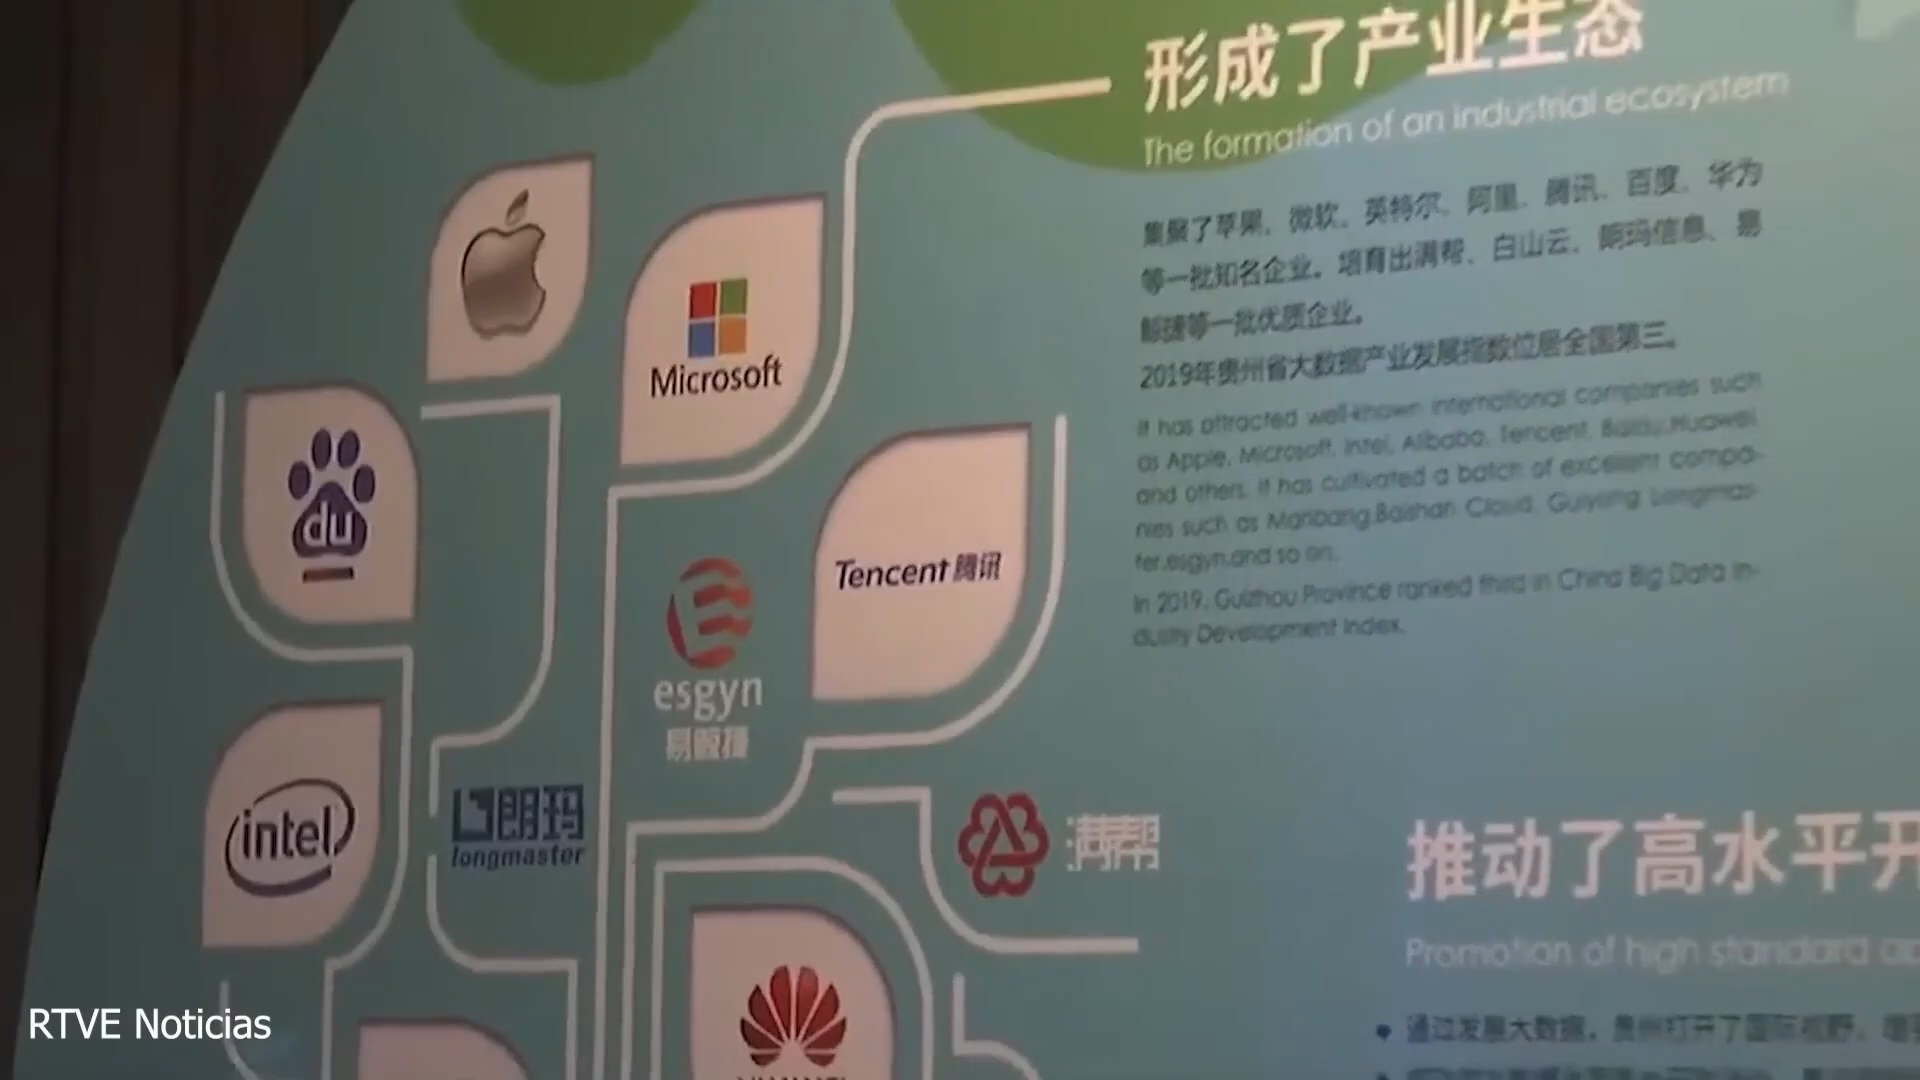 形成了产业生态
The formation of an industrial ecosystem
集聚了苹果、微软、英特尔、阿里、腾讯、百度、华为
等一批知名企业。培育出满帮、白山云、朗玛信息、易
鲸捷等一批优质企业。
2019年贵州省大数据产业发展指数位居全国第三。
It has attracted well-known international companies such
as Apple, Microsoft, Intel, Alibaba, Tencent, Baidu,Huawei,
and others. It has cultivated a batch of excellent compa-
nies such as Manbang,Baishan Cloud, Guiyang Longmas-
ter,esgyn,and so on.
In 2019, Guizhou Province ranked third in China Big Data In-
dustry Development Index.
Microsoft
du
Tencent 腾讯
esgyn
易鲸捷
intel
朗玛
longmaster
满帮
推动了高水平开
Promotion of high standard op
通过发展大数据，贵州打开了国际视野，增
RTVE Noticias